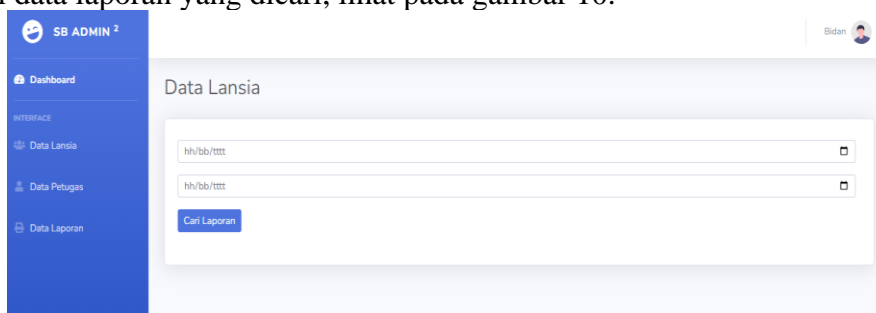 data laporan yang dicari, lihat pada gambar 10.
SB ADMIN 2
Bidan
Dashboard
Data Lansia
INTERFACE
Data Lansia
hh/bb/tttt
Data Petugas
hh/bb/tttt
Data Laporan
Cari Laporan